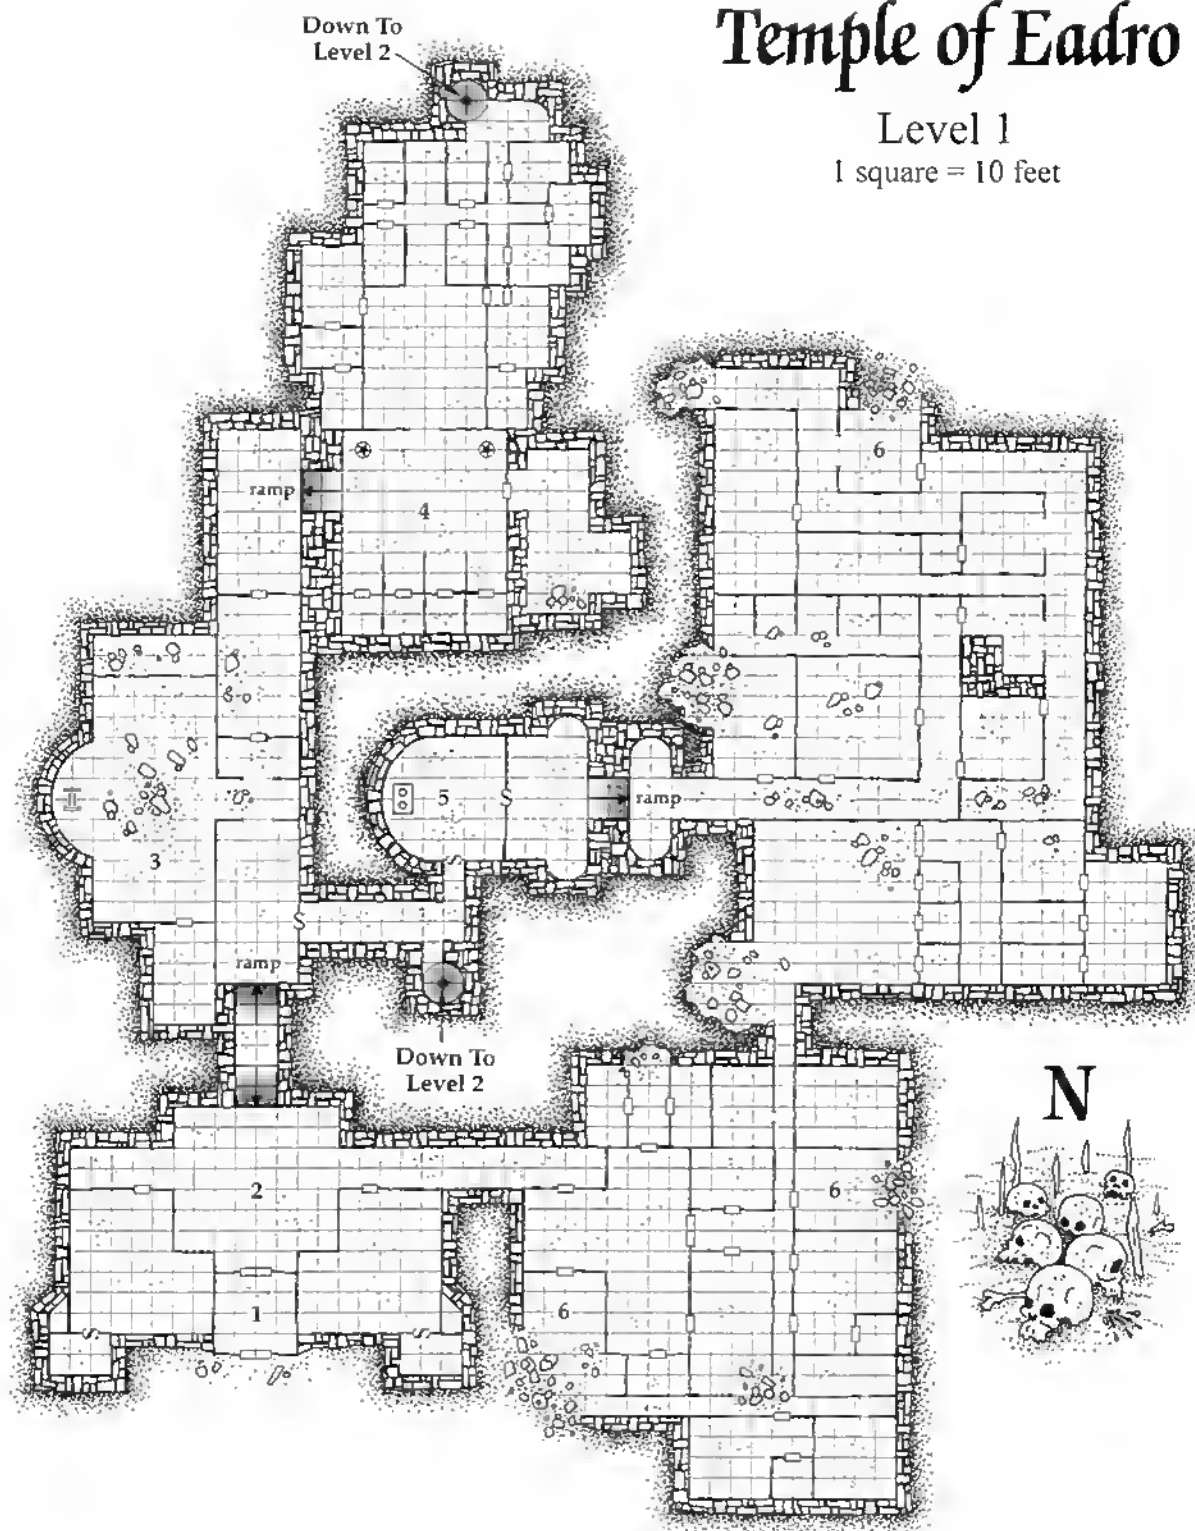 Temple of Eadro
Level 1
1 square = 10 feet
Down To
Level 2
6
ramp
4
5
ramp
3
S
S
S
ramp
Down To
Level 2
N
2
6
6
1
S
S